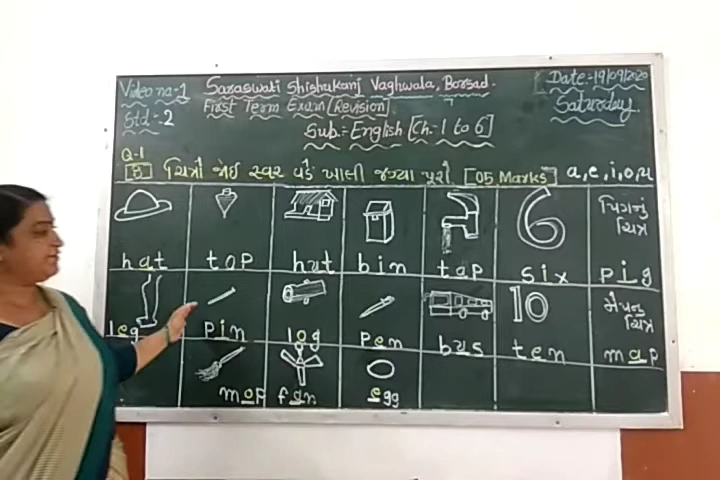 Video no-1 Saraswati Shishukunj Vaghwala, Borsad. Date:-19/09/2020
Std-2 First Term Exam [Revision] Saturday
Sub:- English [Ch-1 to 6]
Q-1
[B] ચિત્રો જોઈ સ્વર વડે ખાલી જગ્યા પૂરો [05 Marks] a, e, i, o, u
6 પિગનું ચિત્ર
hat top hut bin tap six pig
10 મેપનું ચિત્ર
leg pin log pen bus ten map
mop fan egg